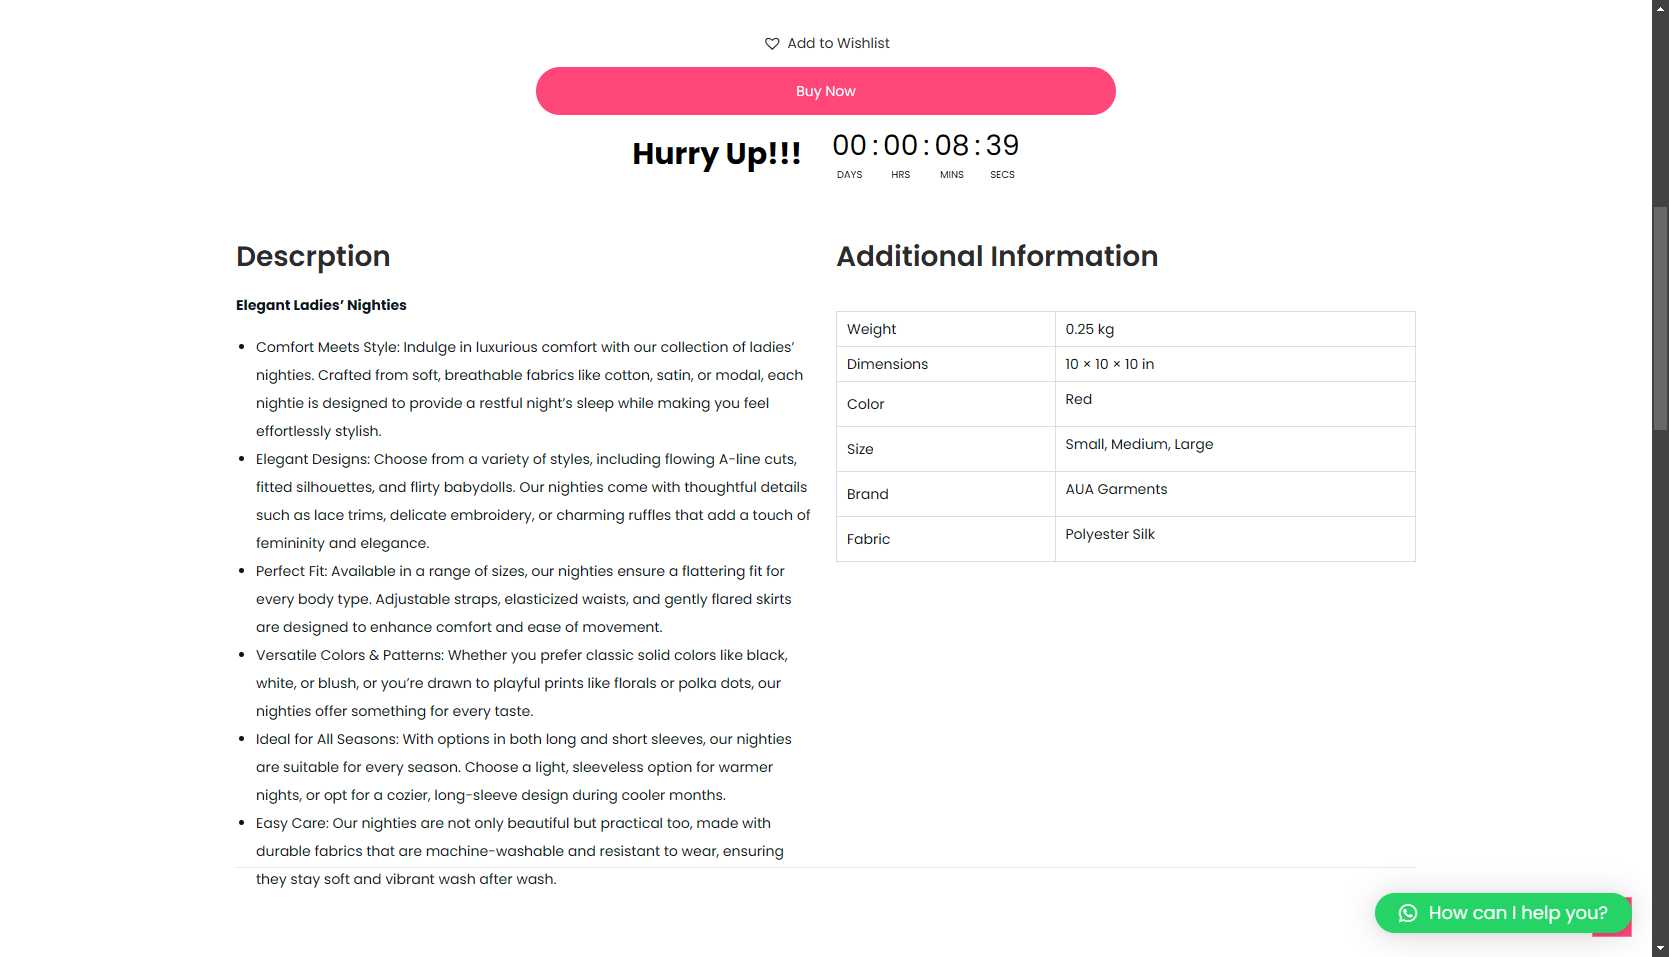 Add to Wishlist
Buy Now
Hurry Up!!!
00 : 00 : 08 : 39
DAYS HRS MINS SECS
Descrption
Elegant Ladies’ Nighties
Comfort Meets Style: Indulge in luxurious comfort with our collection of ladies’
nighties. Crafted from soft, breathable fabrics like cotton, satin, or modal, each
nightie is designed to provide a restful night’s sleep while making you feel
effortlessly stylish.
Elegant Designs: Choose from a variety of styles, including flowing A-line cuts,
fitted silhouettes, and flirty babydolls. Our nighties come with thoughtful details
such as lace trims, delicate embroidery, or charming ruffles that add a touch of
femininity and elegance.
Perfect Fit: Available in a range of sizes, our nighties ensure a flattering fit for
every body type. Adjustable straps, elasticized waists, and gently flared skirts
are designed to enhance comfort and ease of movement.
Versatile Colors & Patterns: Whether you prefer classic solid colors like black,
white, or blush, or you’re drawn to playful prints like florals or polka dots, our
nighties offer something for every taste.
Ideal for All Seasons: With options in both long and short sleeves, our nighties
are suitable for every season. Choose a light, sleeveless option for warmer
nights, or opt for a cozier, long-sleeve design during cooler months.
Easy Care: Our nighties are not only beautiful but practical too, made with
durable fabrics that are machine-washable and resistant to wear, ensuring
they stay soft and vibrant wash after wash.
Additional Information
Weight 0.25 kg
Dimensions 10 × 10 × 10 in
Color Red
Size Small, Medium, Large
Brand AUA Garments
Fabric Polyester Silk
How can I help you?